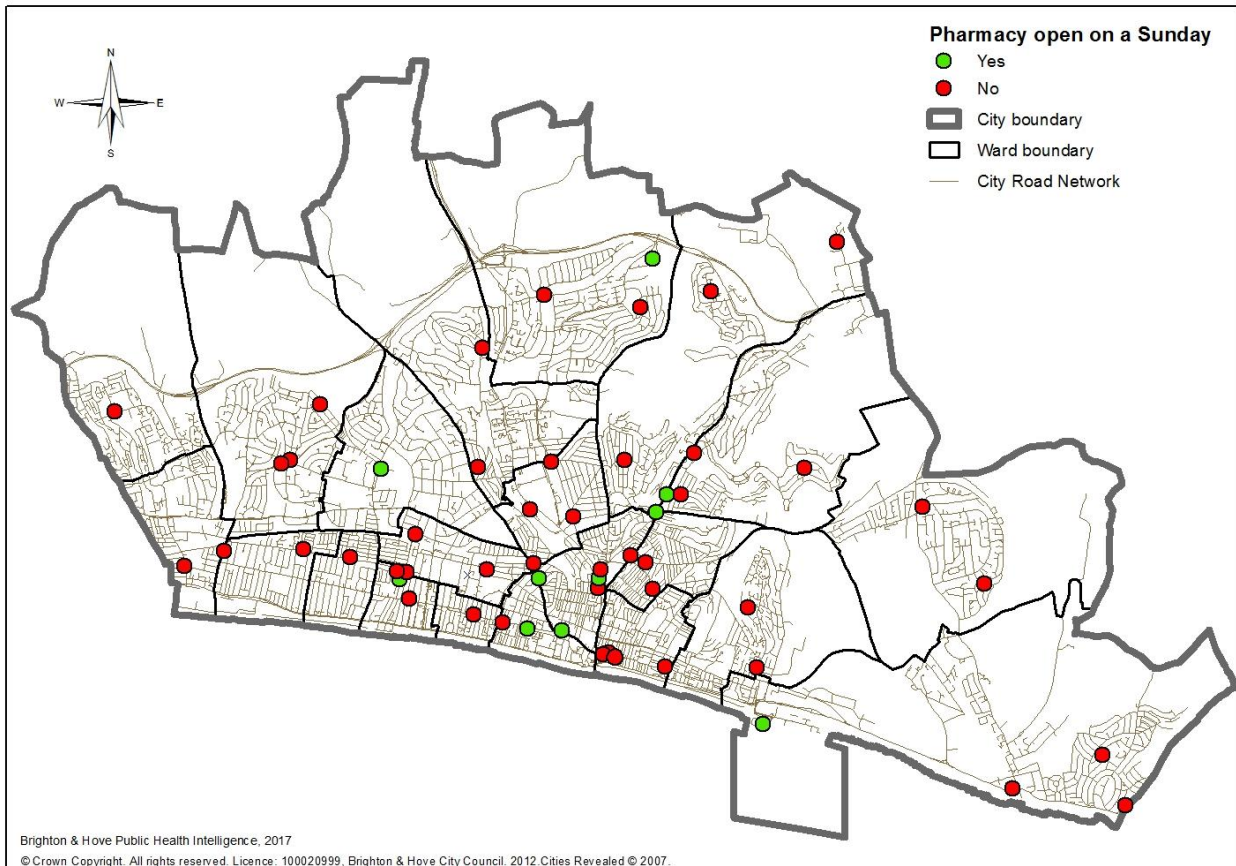 Pharmacy open on a Sunday
Yes
No
City boundary
Ward boundary
City Road Network
N
W E
S
Brighton & Hove Public Health Intelligence, 2017
© Crown Copyright. All rights reserved. Licence: 100020999, Brighton & Hove City Council. 2012.Cities Revealed © 2007.